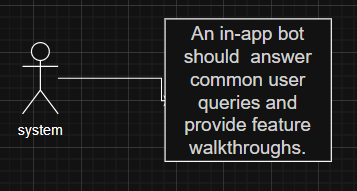 An in-app bot
should  answer
common user
queries and
provide feature
walkthroughs.
system